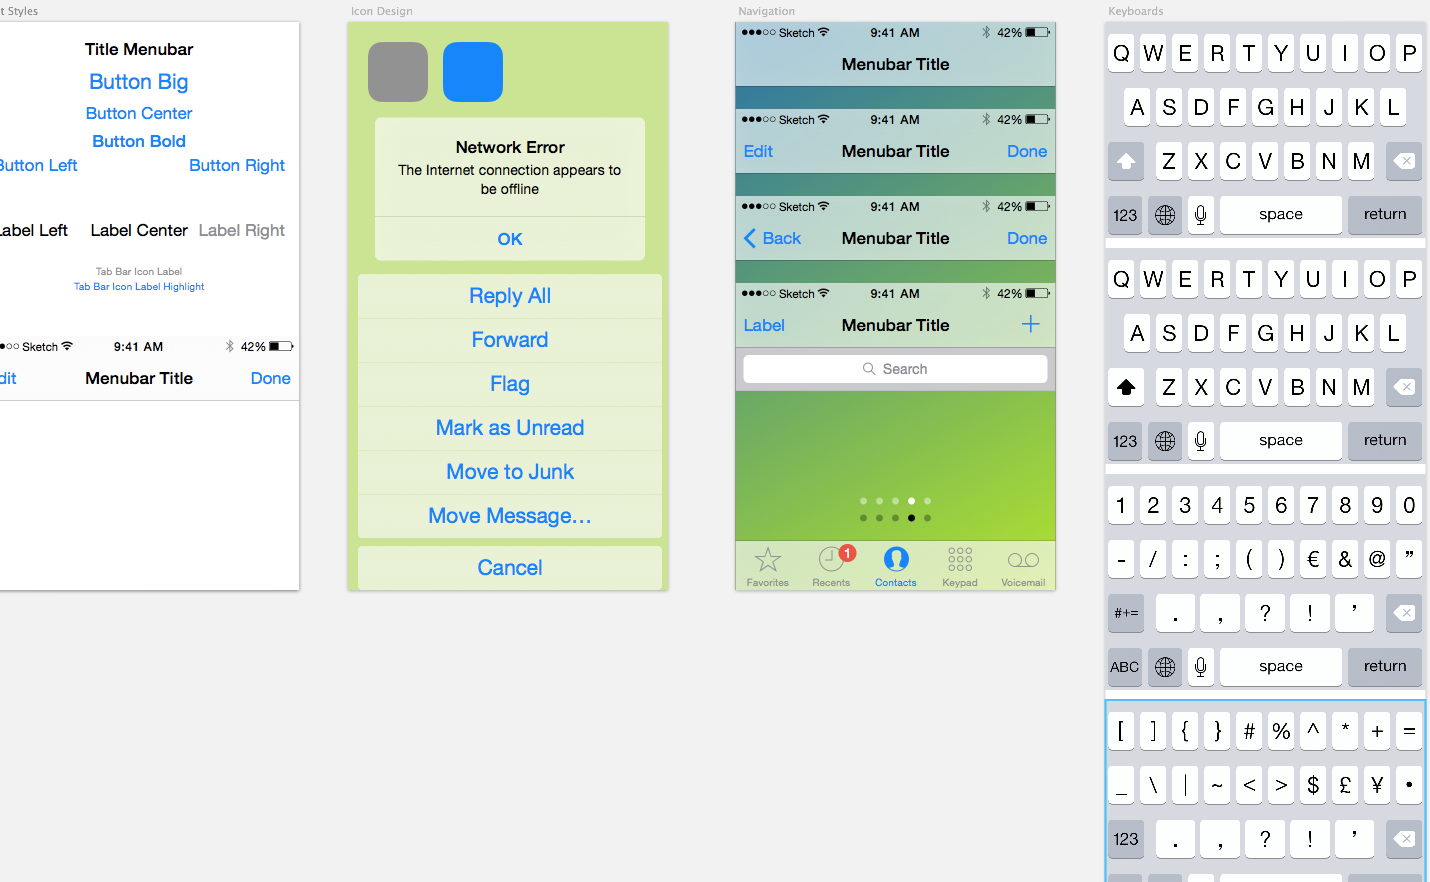 t Styles
Title Menubar
Button Big
Button Center
Button Bold
Button Left
Button Right
Label Left
Label Center
Label Right
Tab Bar Icon Label
Tab Bar Icon Label Highlight
Sketch
9:41 AM
42%
dit
Menubar Title
Done
Icon Design
Network Error
The Internet connection appears to
be offline
OK
Reply All
Forward
Flag
Mark as Unread
Move to Junk
Move Message...
Cancel
Navigation
Sketch 9:41 AM 42%
Menubar Title
Sketch 9:41 AM 42%
Edit Menubar Title Done
Sketch 9:41 AM 42%
Back Menubar Title Done
Sketch 9:41 AM 42%
Label Menubar Title +
Search
1
Favorites Recents Contacts Keypad Voicemail
Keyboards
Q W E R T Y U I O P
A S D F G H J K L
Z X C V B N M
123 space return
Q W E R T Y U I O P
A S D F G H J K L
Z X C V B N M
123 space return
1 2 3 4 5 6 7 8 9 0
- / : ; ( ) € & @ ”
#+= . , ? ! ’
ABC space return
[ ] { } # % ^ * + =
_ \ | ~ < > $ £ ¥ •
123 . , ? ! ’